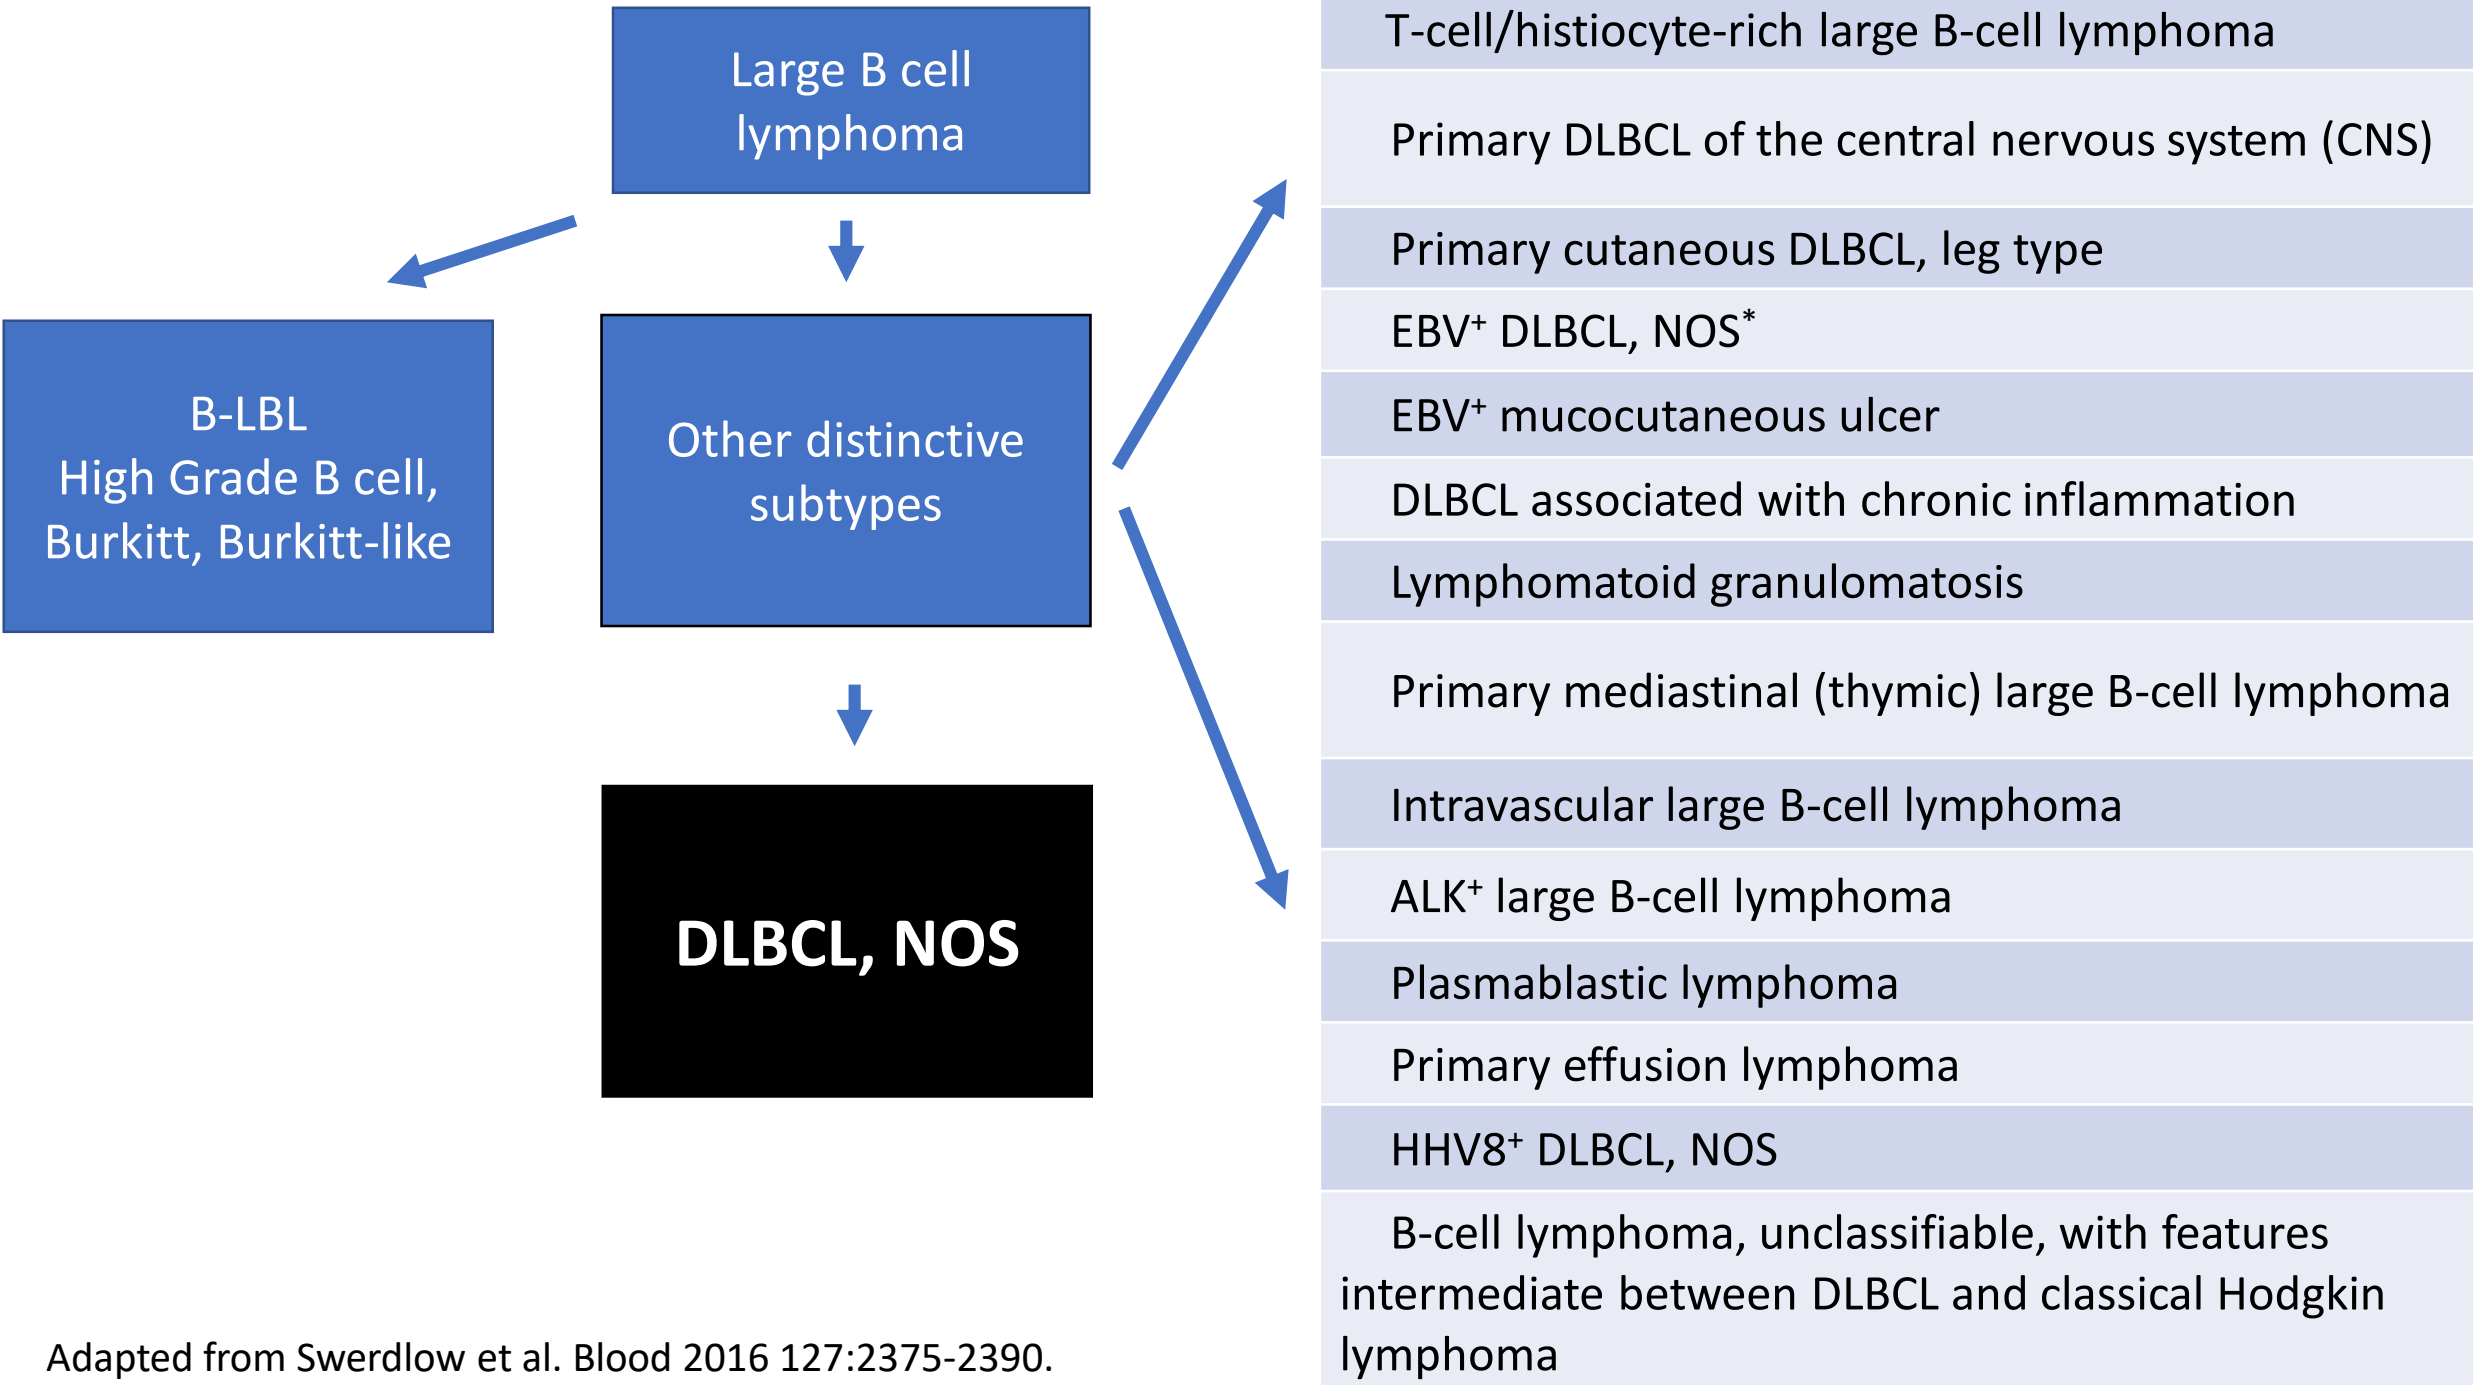 Large B cell
lymphoma
B-LBL
High Grade B cell,
Burkitt, Burkitt-like
Other distinctive
subtypes
DLBCL, NOS
T-cell/histiocyte-rich large B-cell lymphoma
Primary DLBCL of the central nervous system (CNS)
Primary cutaneous DLBCL, leg type
EBV⁺ DLBCL, NOS*
EBV⁺ mucocutaneous ulcer
DLBCL associated with chronic inflammation
Lymphomatoid granulomatosis
Primary mediastinal (thymic) large B-cell lymphoma
Intravascular large B-cell lymphoma
ALK⁺ large B-cell lymphoma
Plasmablastic lymphoma
Primary effusion lymphoma
HHV8⁺ DLBCL, NOS
B-cell lymphoma, unclassifiable, with features
intermediate between DLBCL and classical Hodgkin
lymphoma
Adapted from Swerdlow et al. Blood 2016 127:2375-2390.